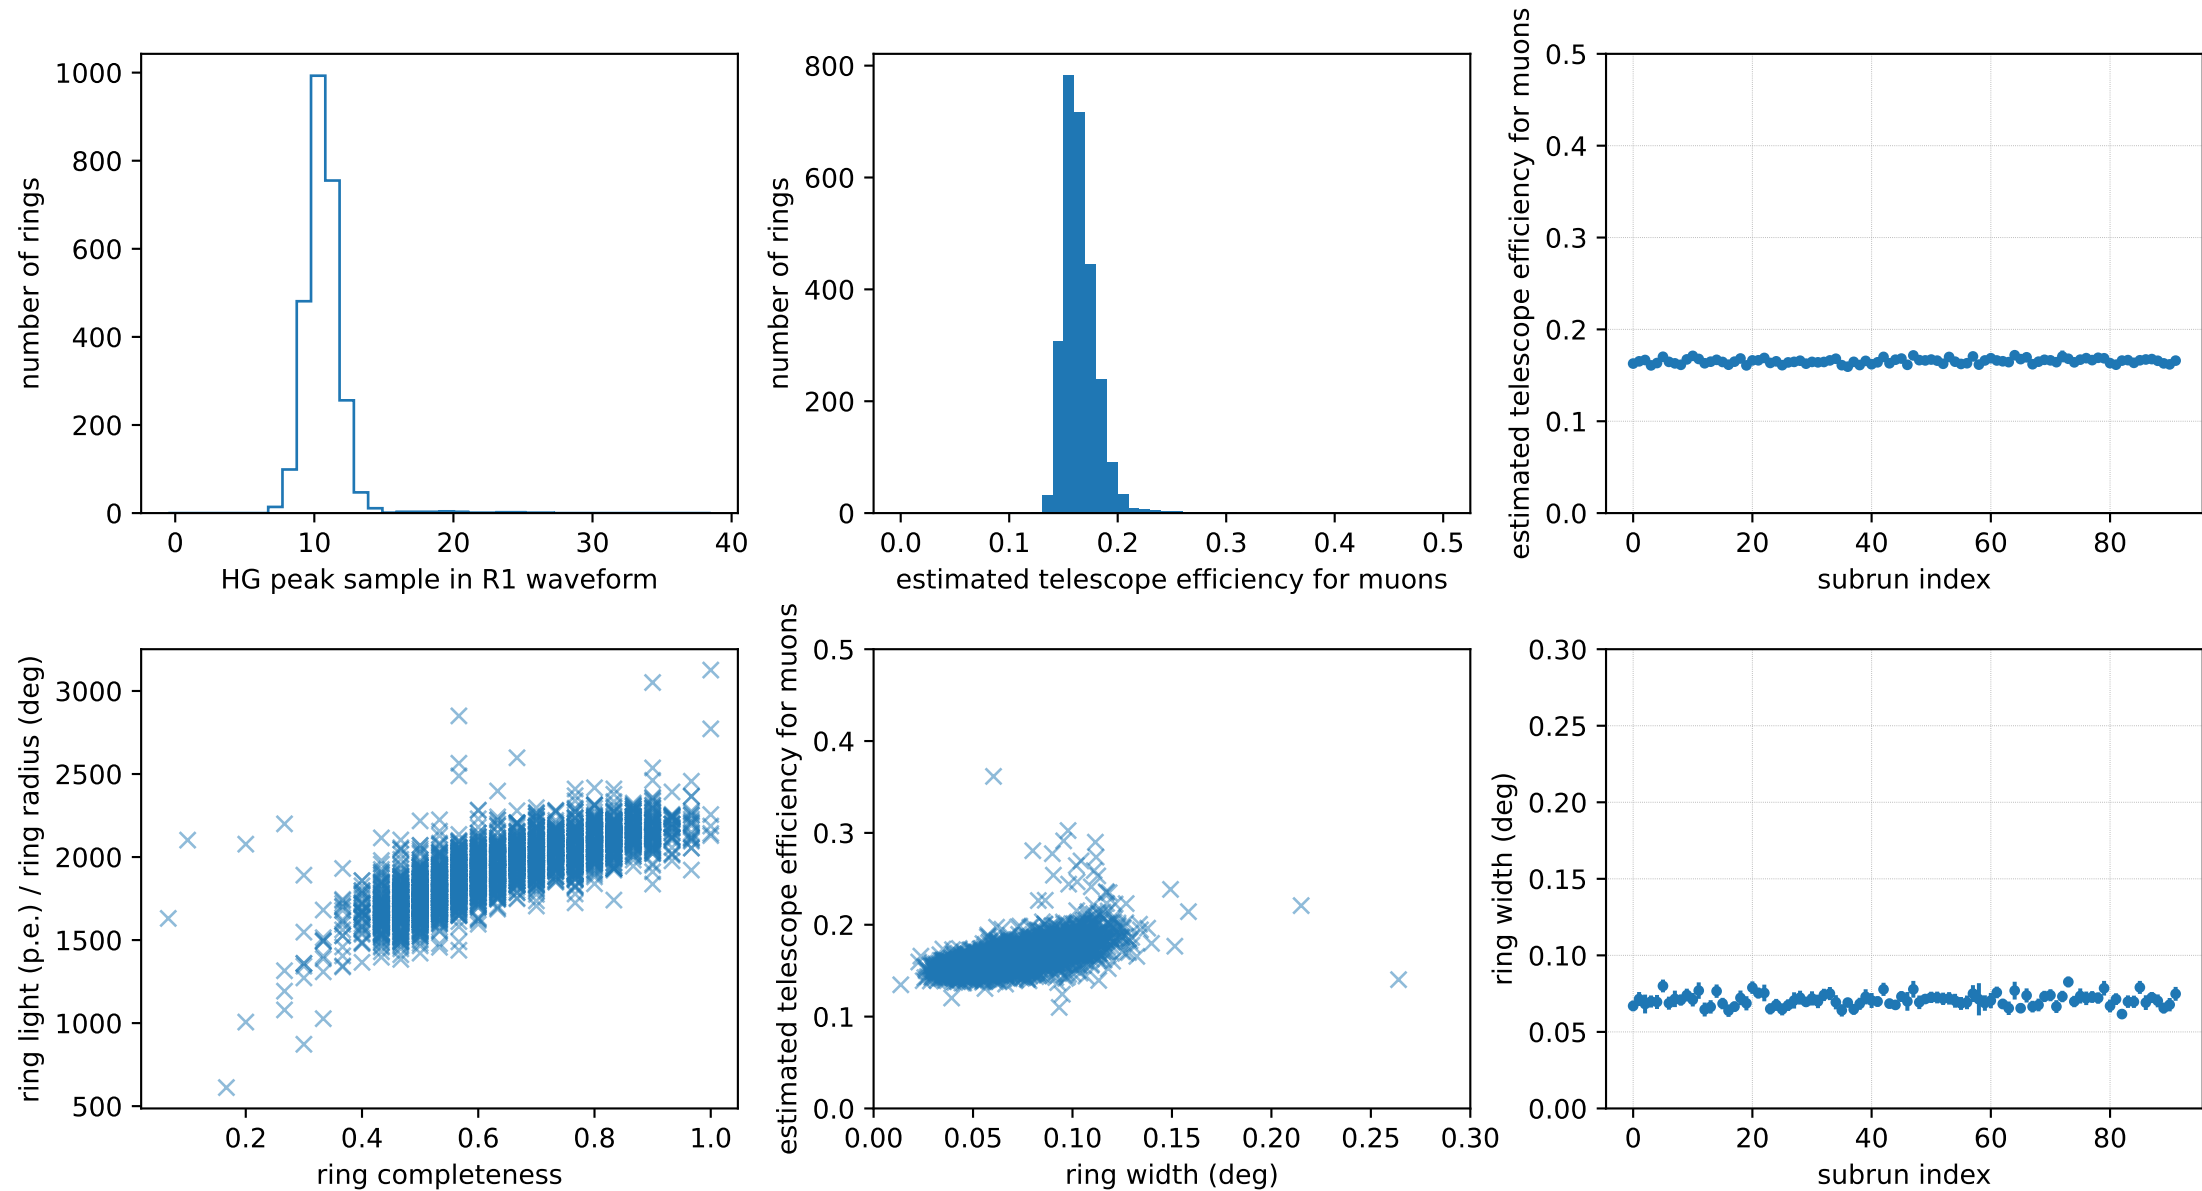 number of rings
1000
800
600
400
200
0
0 10 20 30 40
HG peak sample in R1 waveform
number of rings
800
600
400
200
0
0.0 0.1 0.2 0.3 0.4 0.5
estimated telescope efficiency for muons
estimated telescope efficiency for muons
0.5
0.4
0.3
0.2
0.1
0.0
0 20 40 60 80
subrun index
ring light (p.e.) / ring radius (deg)
3000
2500
2000
1500
1000
500
0.2 0.4 0.6 0.8 1.0
ring completeness
estimated telescope efficiency for muons
0.5
0.4
0.3
0.2
0.1
0.0
0.00 0.05 0.10 0.15 0.20 0.25 0.30
ring width (deg)
ring width (deg)
0.30
0.25
0.20
0.15
0.10
0.05
0.00
0 20 40 60 80
subrun index